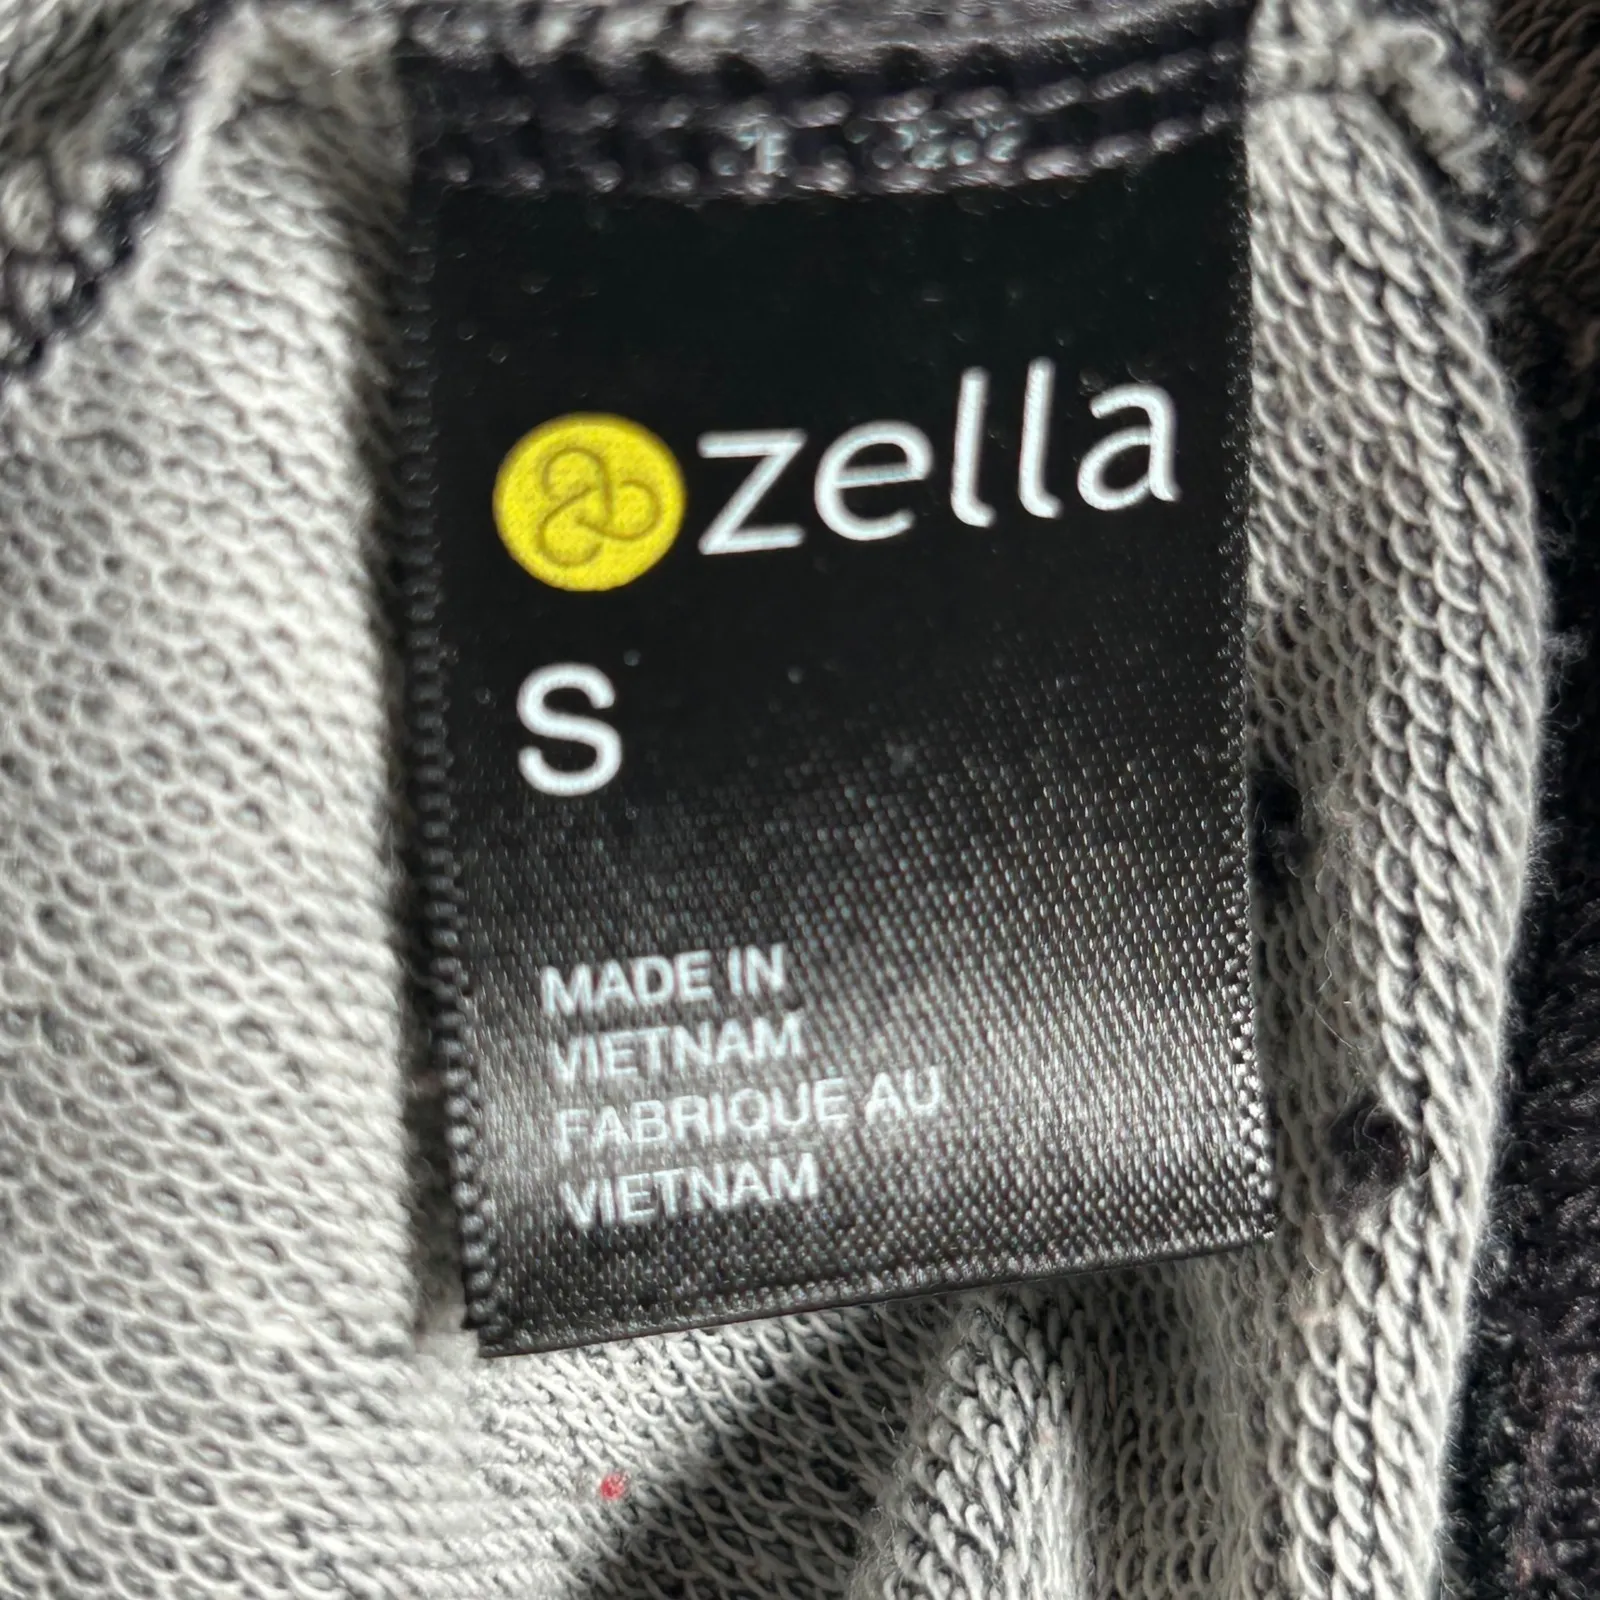 zella
S
MADE IN
VIETNAM
FABRIQUE AU
VIETNAM